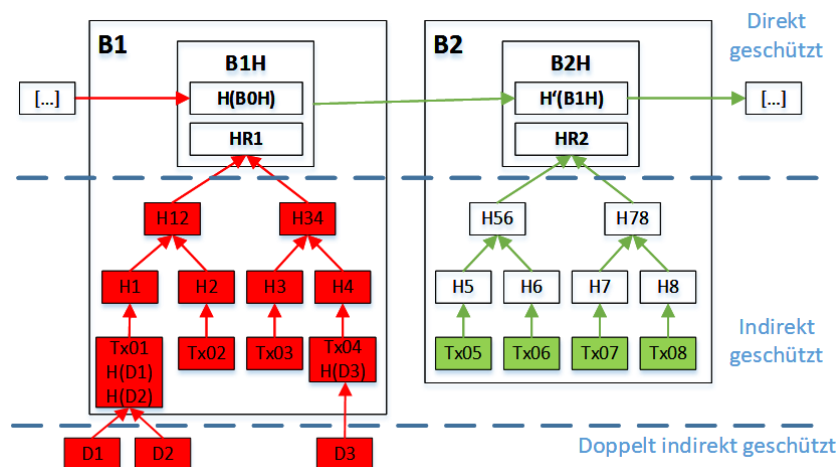 Direkt
geschützt
B1
B2
B1H
B2H
[...]
H(B0H)
H‘(B1H)
[...]
HR1
HR2
H12
H34
H56
H78
H1
H2
H3
H4
H5
H6
H7
H8
Indirekt
geschützt
Tx01
H(D1)
H(D2)
Tx02
Tx03
Tx04
H(D3)
Tx05
Tx06
Tx07
Tx08
Doppelt indirekt geschützt
D1
D2
D3